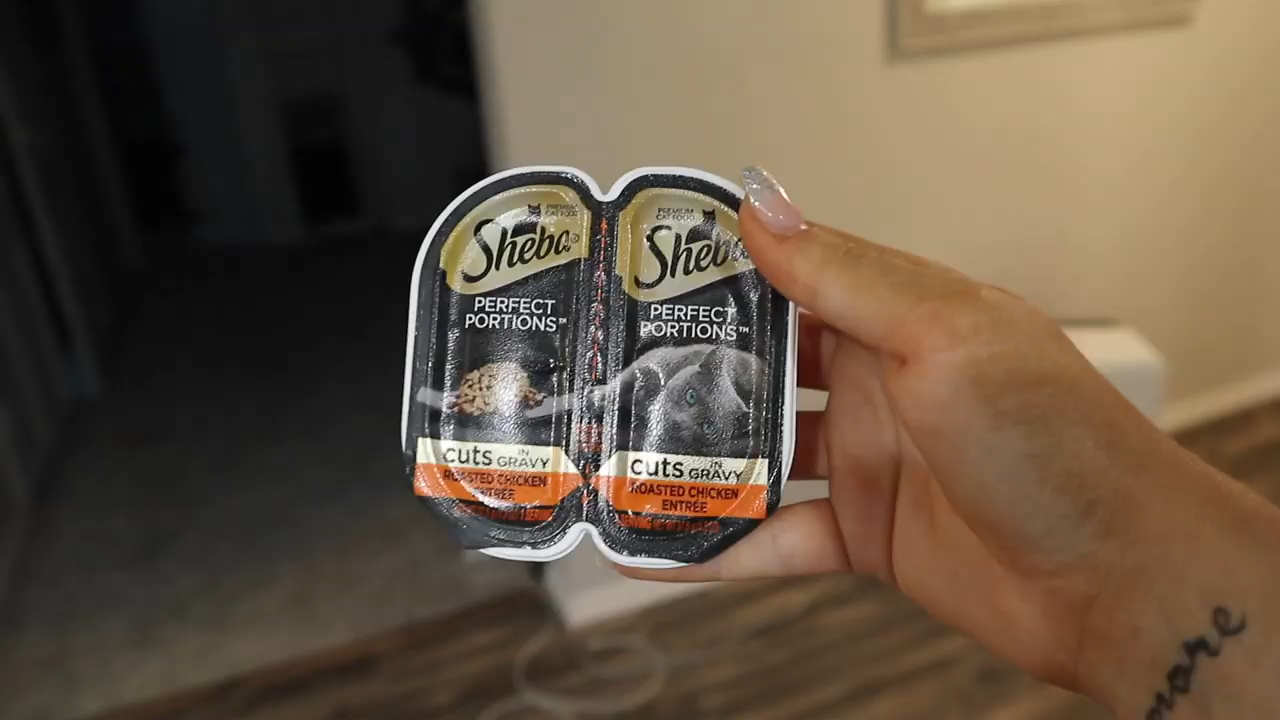 PREMIUM
CAT FOOD
Sheba
PERFECT
PORTIONS™
cuts IN GRAVY
ROASTED CHICKEN
ENTRÉE
PREMIUM
CAT FOOD
Sheba
PERFECT
PORTIONS™
cuts IN GRAVY
ROASTED CHICKEN
ENTRÉE
more